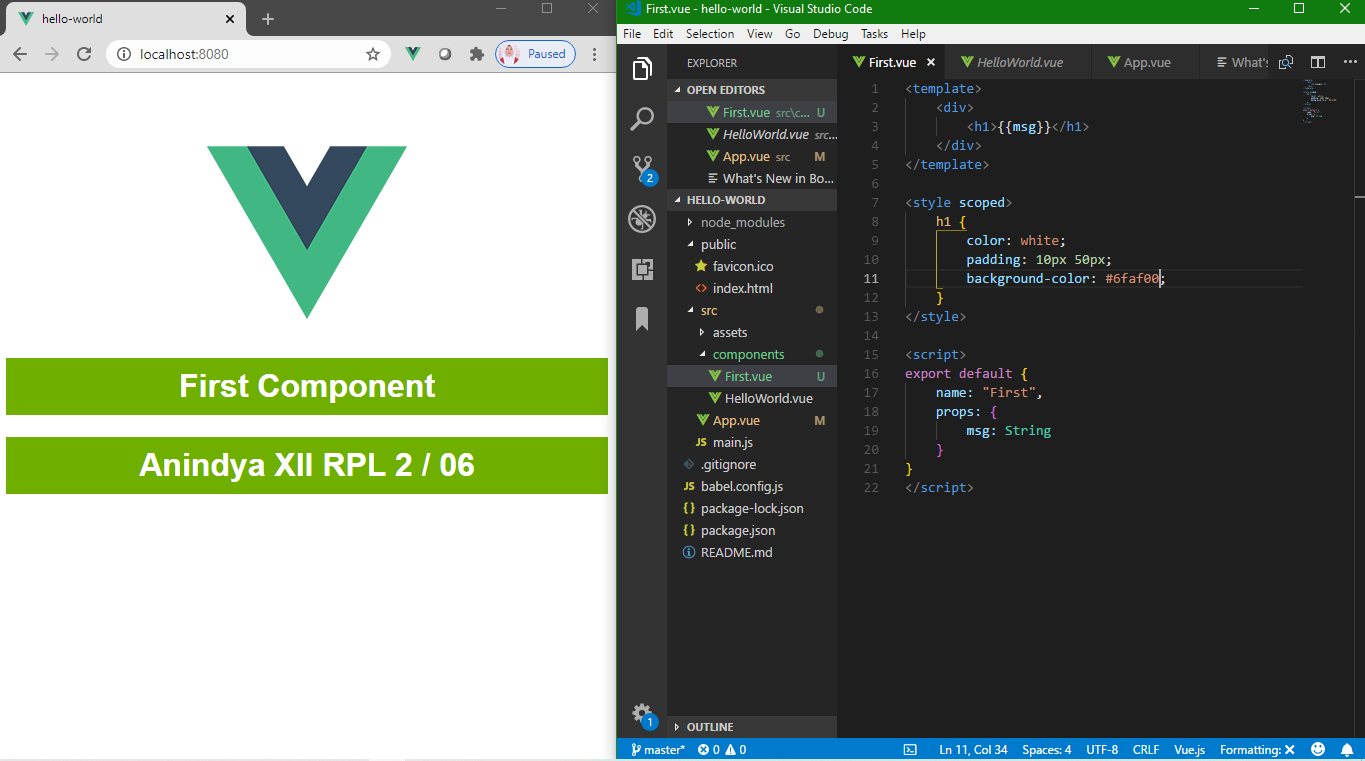 hello-world
localhost:8080
Paused
First Component
Anindya XII RPL 2 / 06
First.vue - hello-world - Visual Studio Code
File Edit Selection View Go Debug Tasks Help
EXPLORER
OPEN EDITORS
First.vue src\c... U
HelloWorld.vue src...
App.vue src M
What's New in Bo...
HELLO-WORLD
node_modules
public
favicon.ico
index.html
src
assets
components
First.vue U
HelloWorld.vue
App.vue M
JS main.js
.gitignore
JS babel.config.js
{} package-lock.json
{} package.json
README.md
OUTLINE
2
1
First.vue HelloWorld.vue App.vue What's
1 <template>
2 <div>
3 <h1>{{msg}}</h1>
4 </div>
5 </template>
6
7 <style scoped>
8 h1 {
9 color: white;
10 padding: 10px 50px;
11 background-color: #6faf00;
12 }
13 </style>
14
15 <script>
16 export default {
17 name: "First",
18 props: {
19 msg: String
20 }
21 }
22 </script>
master* 0 0 Ln 11, Col 34 Spaces: 4 UTF-8 CRLF Vue.js Formatting: ✕